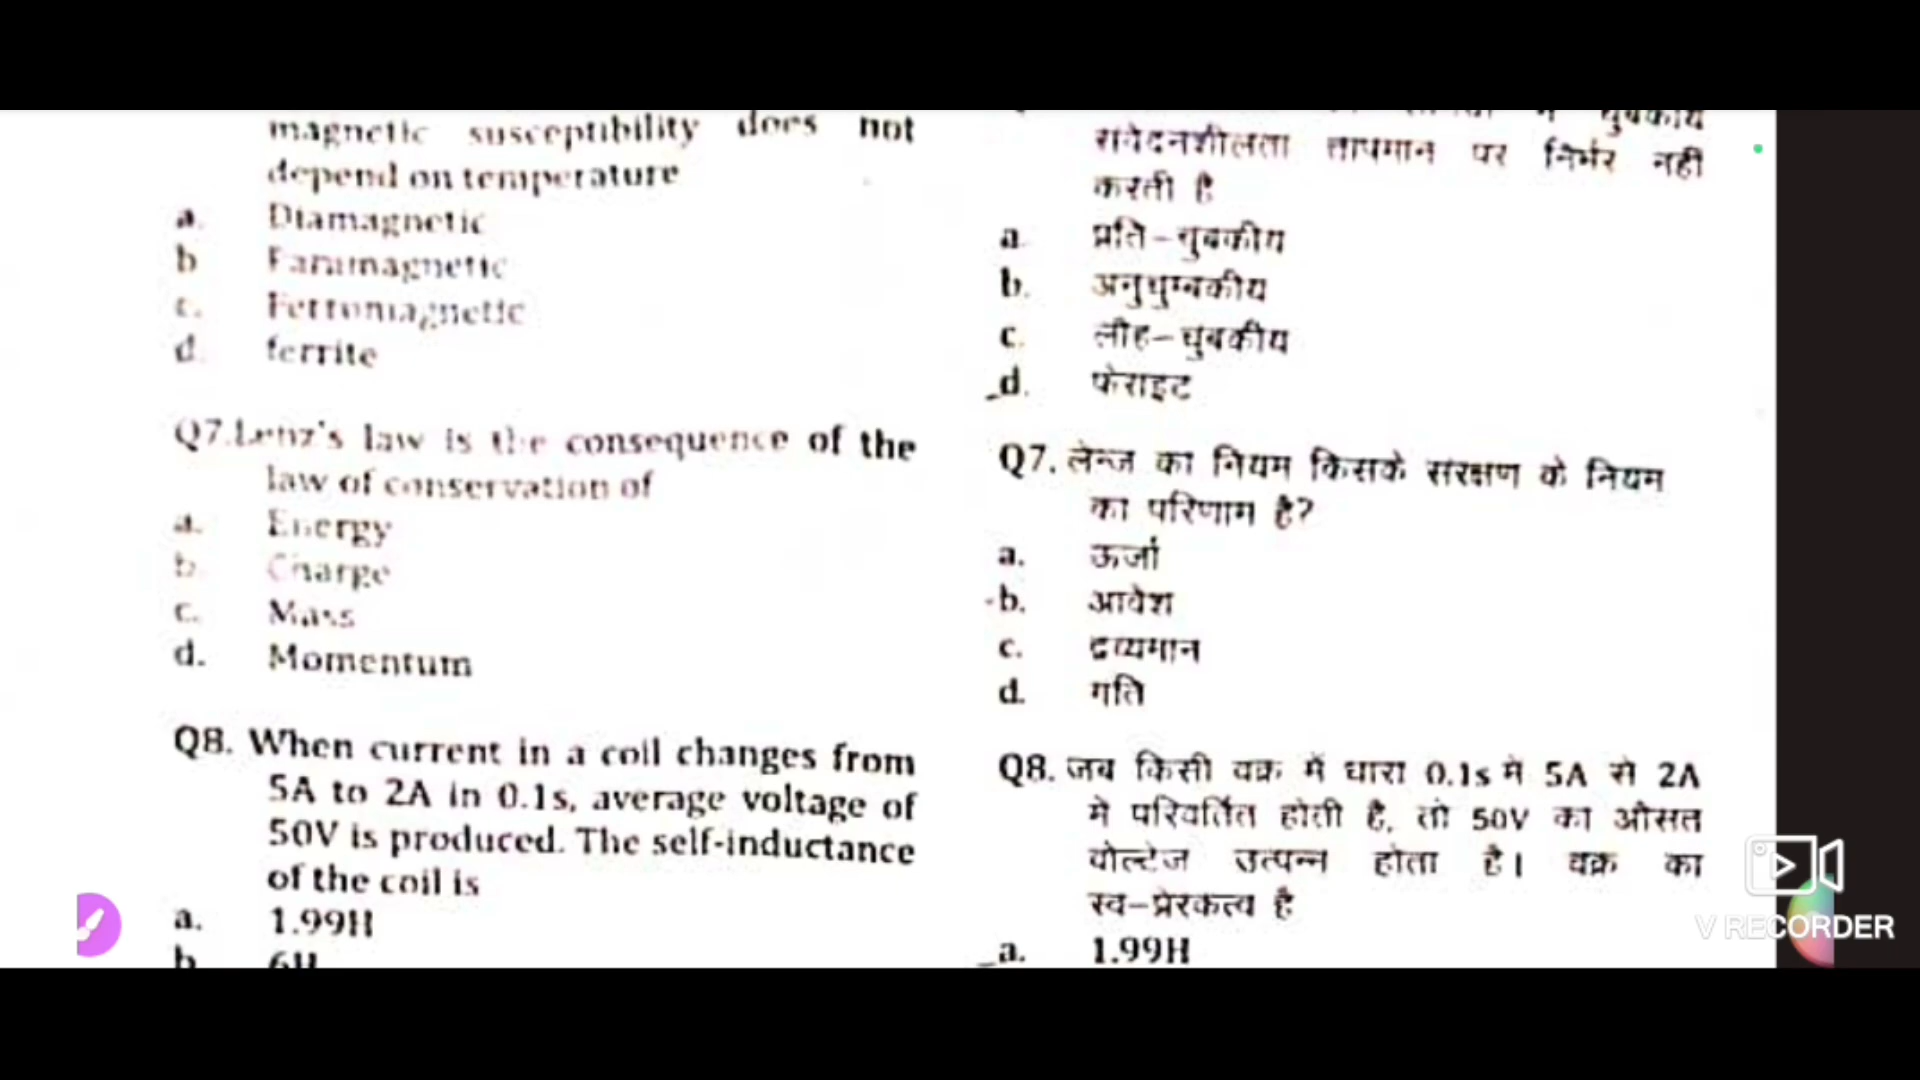 magnetic susceptibility does not
depend on temperature
a. Diamagnetic
b Paramagnetic
c. Ferromagnetic
d. ferrite
Q7.Lenz's law is the consequence of the
law of conservation of
a. Energy
b. Charge
c. Mass
d. Momentum
Q8. When current in a coil changes from
5A to 2A in 0.1s, average voltage of
50V is produced. The self-inductance
of the coil is
a. 1.99H
b 6H
में चुंबकीय
संवेदनशीलता तापमान पर निर्भर नहीं
करती है
a. प्रति-चुबकीय
b. अनुचुम्बकीय
c. लौह-चुंबकीय
d. फेराइट
Q7. लेन्ज का नियम किसके संरक्षण के नियम
का परिणाम है?
a. ऊर्जा
b. आवेश
c. द्रव्यमान
d. गति
Q8. जब किसी वक्र में धारा 0.1s में 5A से 2A
में परिवर्तित होती है, तो 50V का औसत
वोल्टेज उत्पन्न होता है। वक्र का
स्व-प्रेरकत्व है
a. 1.99H
V RECORDER